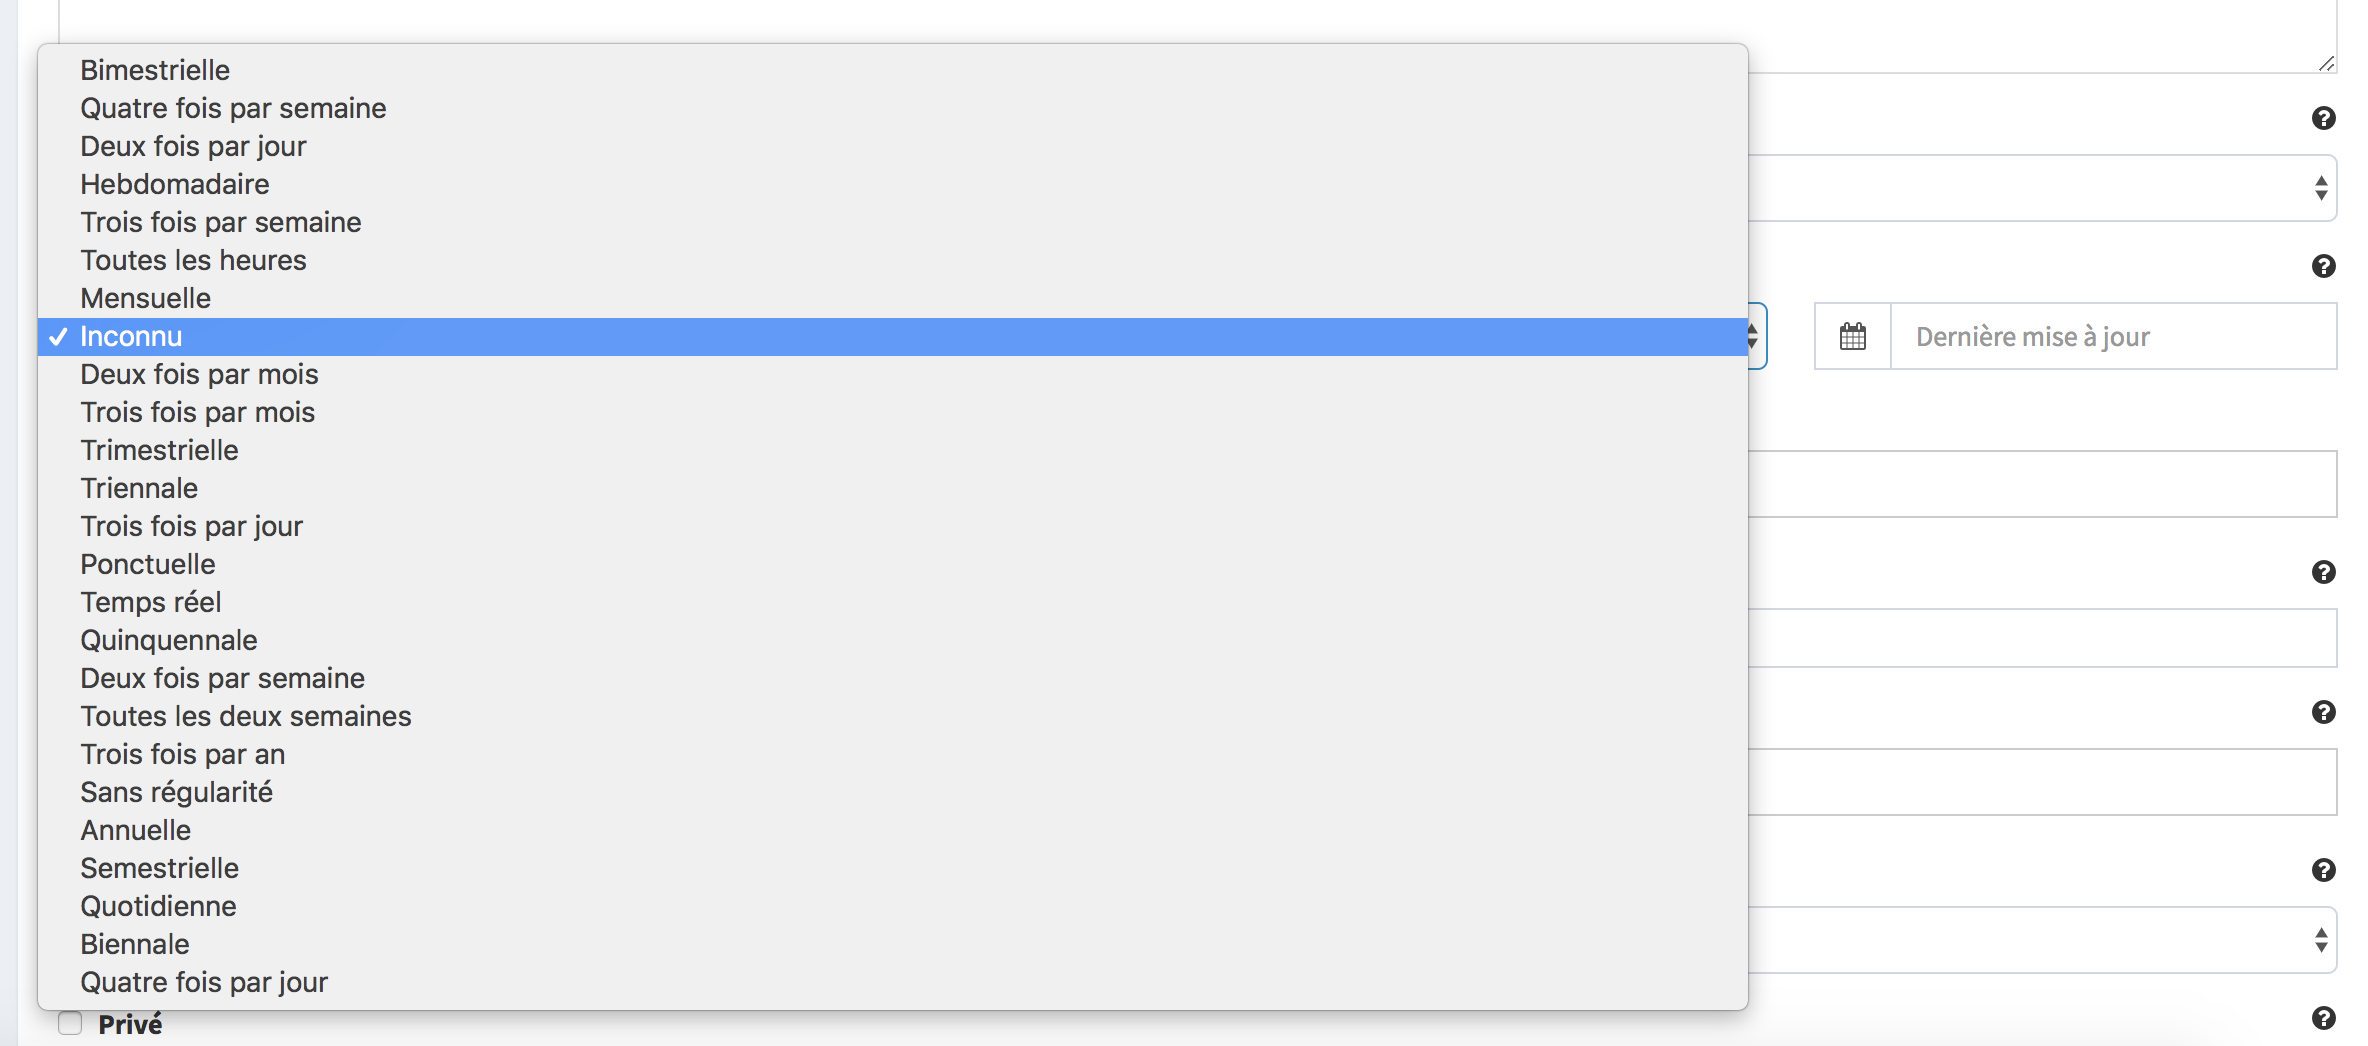 Bimestrielle
Quatre fois par semaine
Deux fois par jour
Hebdomadaire
Trois fois par semaine
Toutes les heures
Mensuelle
✓ Inconnu
Dernière mise à jour
Deux fois par mois
Trois fois par mois
Trimestrielle
Triennale
Trois fois par jour
Ponctuelle
Temps réel
Quinquennale
Deux fois par semaine
Toutes les deux semaines
Trois fois par an
Sans régularité
Annuelle
Semestrielle
Quotidienne
Biennale
Quatre fois par jour
Privé